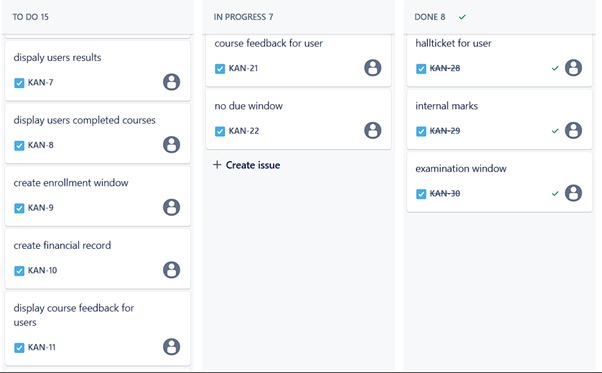 TO DO 15
dispaly users results
KAN-7
display users completed courses
KAN-8
create enrollment window
KAN-9
create financial record
KAN-10
display course feedback for
users
KAN-11
IN PROGRESS 7
course feedback for user
KAN-21
no due window
KAN-22
+ Create issue
DONE 8
hallticket for user
KAN-28
internal marks
KAN-29
examination window
KAN-30